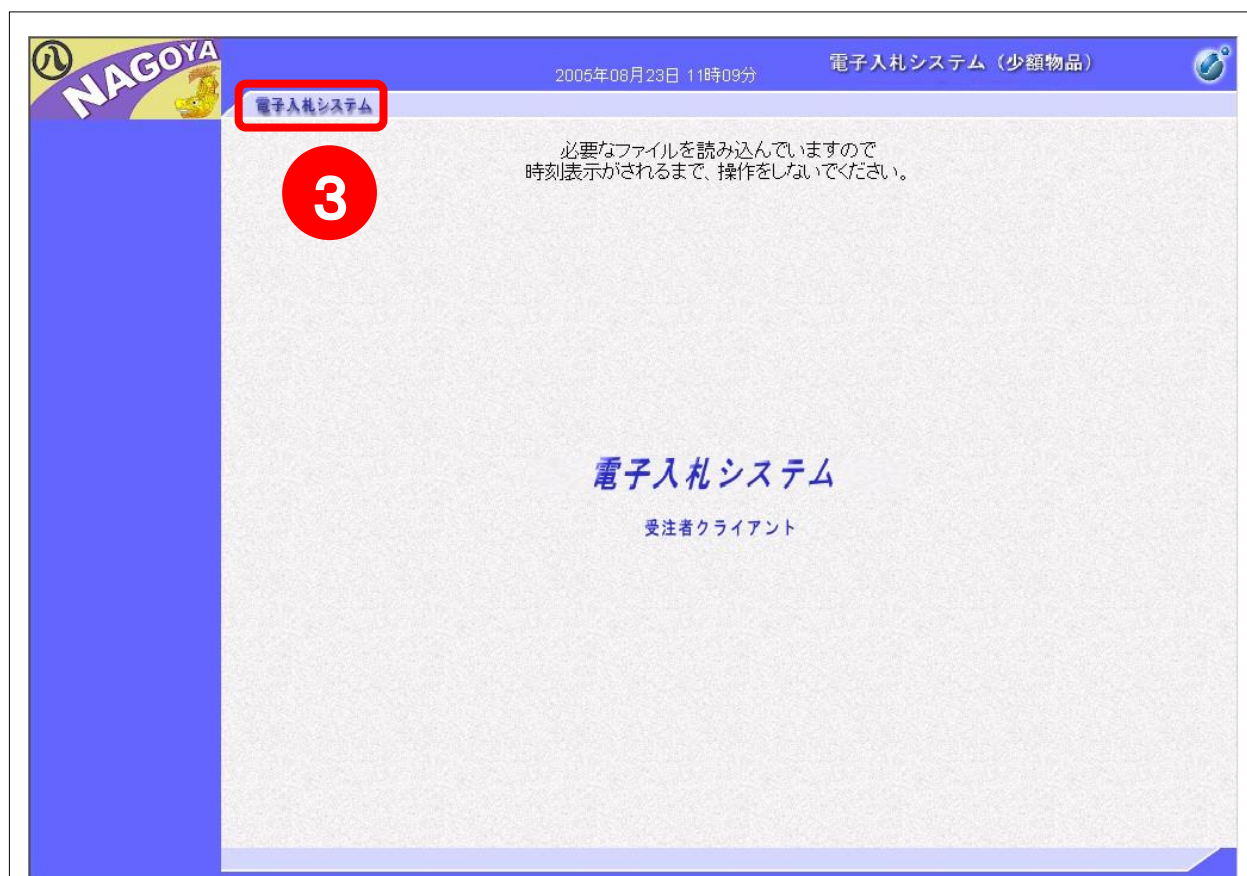 八
NAGOYA
2005年08月23日 11時09分
電子入札システム（少額物品）
電子入札システム
3
必要なファイルを読み込んでいますので
時刻表示がされるまで、操作をしないでください。
電子入札システム
受注者クライアント